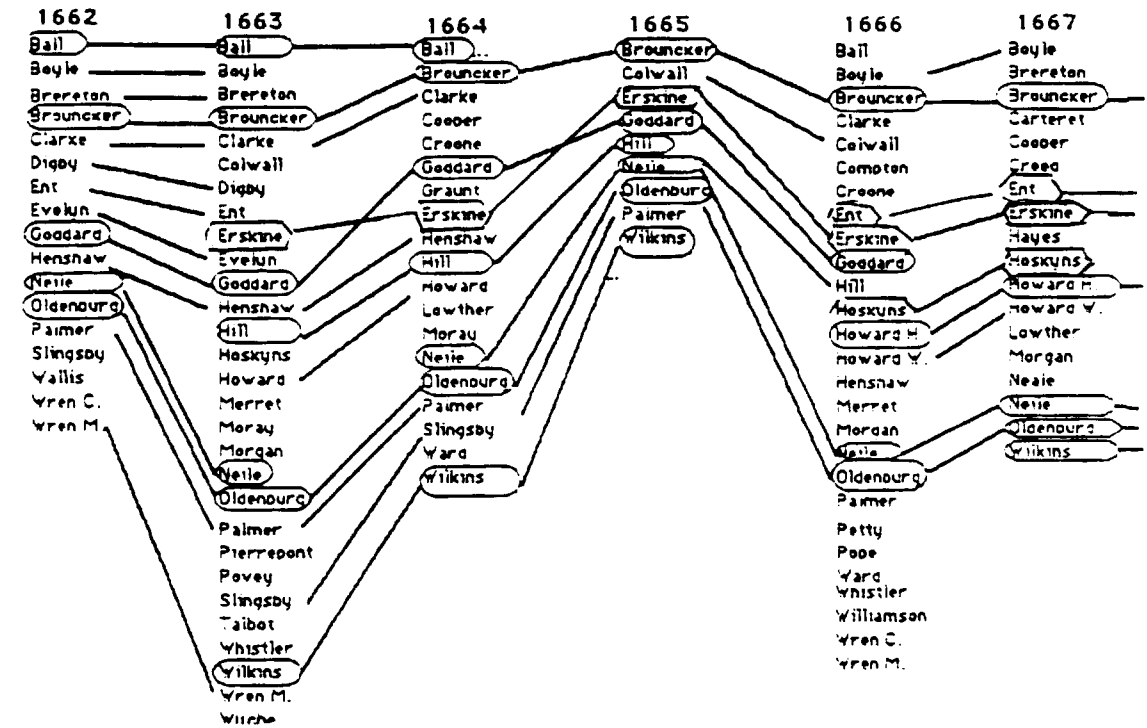 1662
Ball
Boyle
Brereton
Brouncker
Clarke
Digby
Ent
Evelyn
Goddard
Henshaw
Neile
Oldenburg
Palmer
Slingsby
Wallis
Wren C.
Wren M.
1663
Ball
Boyle
Brereton
Brouncker
Clarke
Colwall
Digby
Ent
Erskine
Evelyn
Goddard
Henshaw
Hill
Hoskyns
Howard
Merret
Moray
Morgan
Neile
Oldenburg
Palmer
Pierrepont
Povey
Slingsby
Talbot
Whistler
Wilkins
Wren M.
1664
Ball
Brouncker
Clarke
Cooper
Croone
Goddard
Graunt
Erskine
Henshaw
Hill
Howard
Lowther
Moray
Neile
Oldenburg
Palmer
Slingsby
Ward
Wilkins
1665
Brouncker
Colwall
Erskine
Goddard
Hill
Neile
Oldenburg
Palmer
Wilkins
1666
Ball
Boyle
Brouncker
Clarke
Colwall
Compton
Croone
Ent
Erskine
Goddard
Hill
Hoskyns
Howard H.
Howard W.
Henshaw
Merret
Morgan
Neile
Oldenburg
Palmer
Petty
Pope
Ward
Whistler
Williamson
Wren C.
Wren M.
1667
Boyle
Brereton
Brouncker
Carteret
Cooper
Creed
Ent
Erskine
Hayes
Hoskyns
Howard H.
Howard W.
Lowther
Morgan
Neaie
Neile
Oldenburg
Wilkins